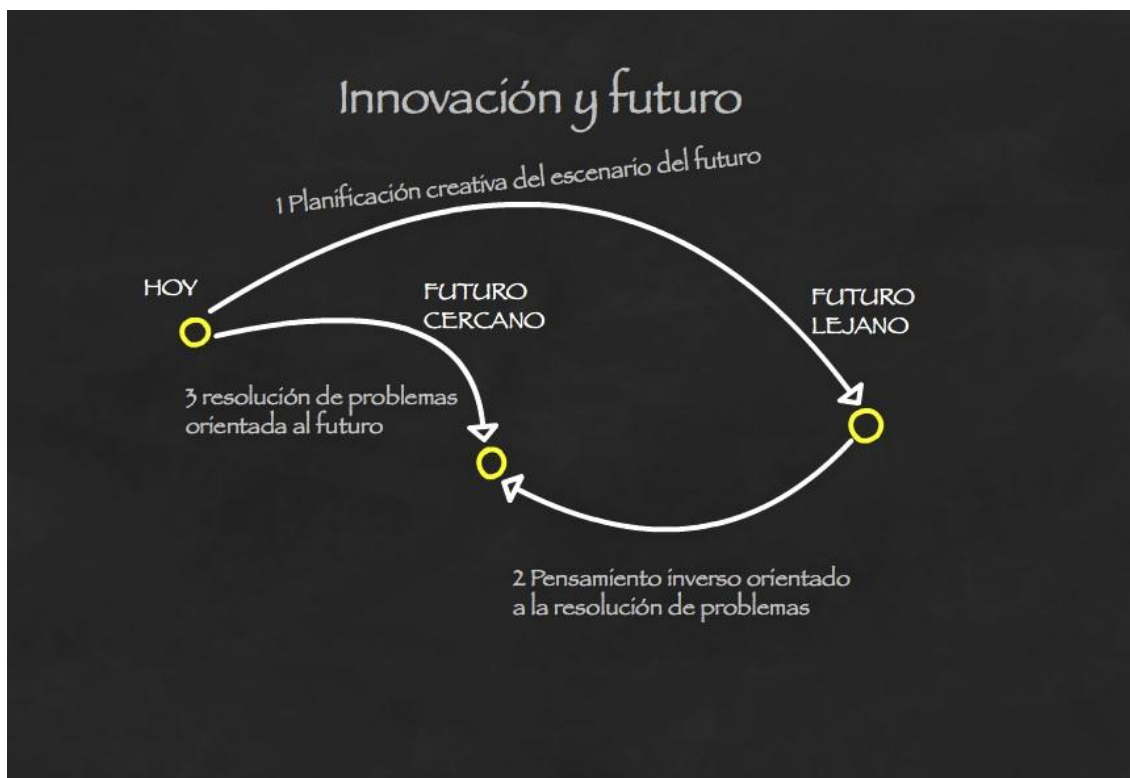 Innovación y futuro
1 Planificación creativa del escenario del futuro
HOY
FUTURO
CERCANO
FUTURO
LEJANO
3 resolución de problemas
orientada al futuro
2 Pensamiento inverso orientado
a la resolución de problemas